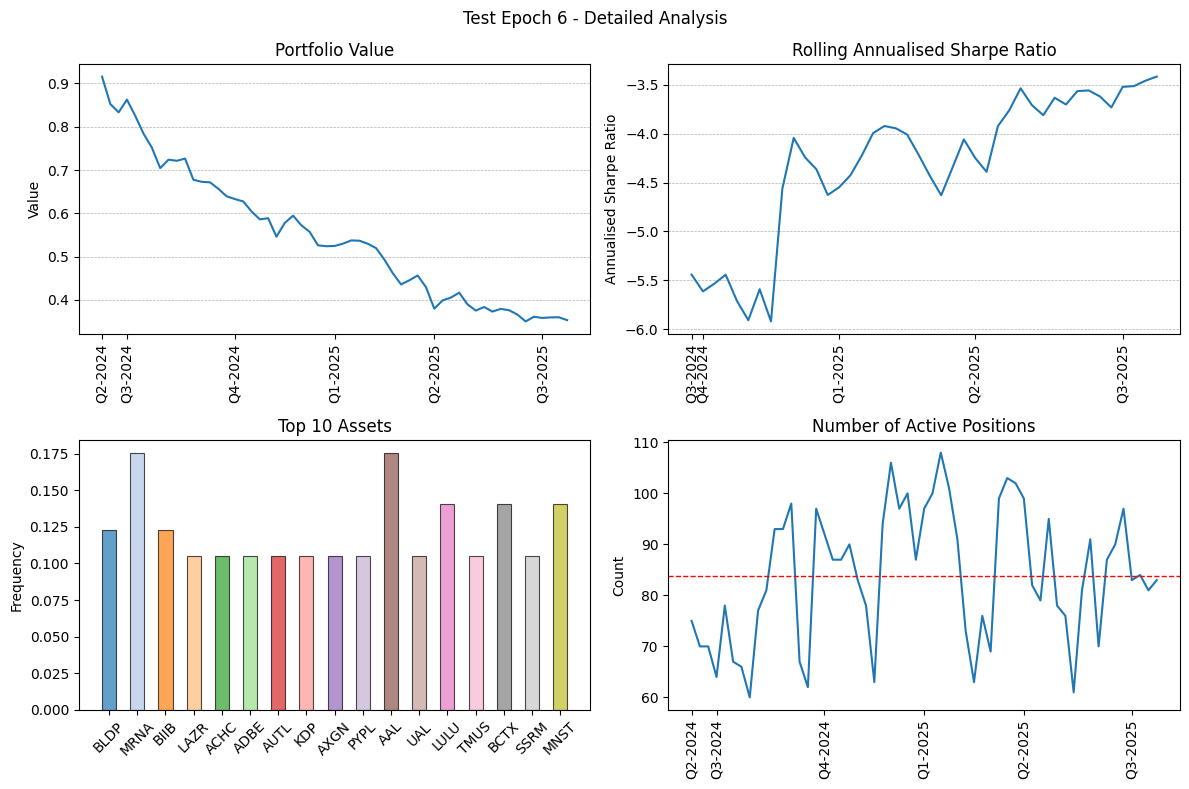 Test Epoch 6 - Detailed Analysis
Portfolio Value
Value
0.9
0.8
0.7
0.6
0.5
0.4
Q2-2024
Q3-2024
Q4-2024
Q1-2025
Q2-2025
Q3-2025
Rolling Annualised Sharpe Ratio
Annualised Sharpe Ratio
−3.5
−4.0
−4.5
−5.0
−5.5
−6.0
Q3-2024
Q4-2024
Q1-2025
Q2-2025
Q3-2025
Top 10 Assets
Frequency
0.175
0.150
0.125
0.100
0.075
0.050
0.025
0.000
BLDP
MRNA
BIIB
LAZR
ACHC
ADBE
AUTL
KDP
AXGN
PYPL
AAL
UAL
LULU
TMUS
BCTX
SSRM
MNST
Number of Active Positions
Count
110
100
90
80
70
60
Q2-2024
Q3-2024
Q4-2024
Q1-2025
Q2-2025
Q3-2025